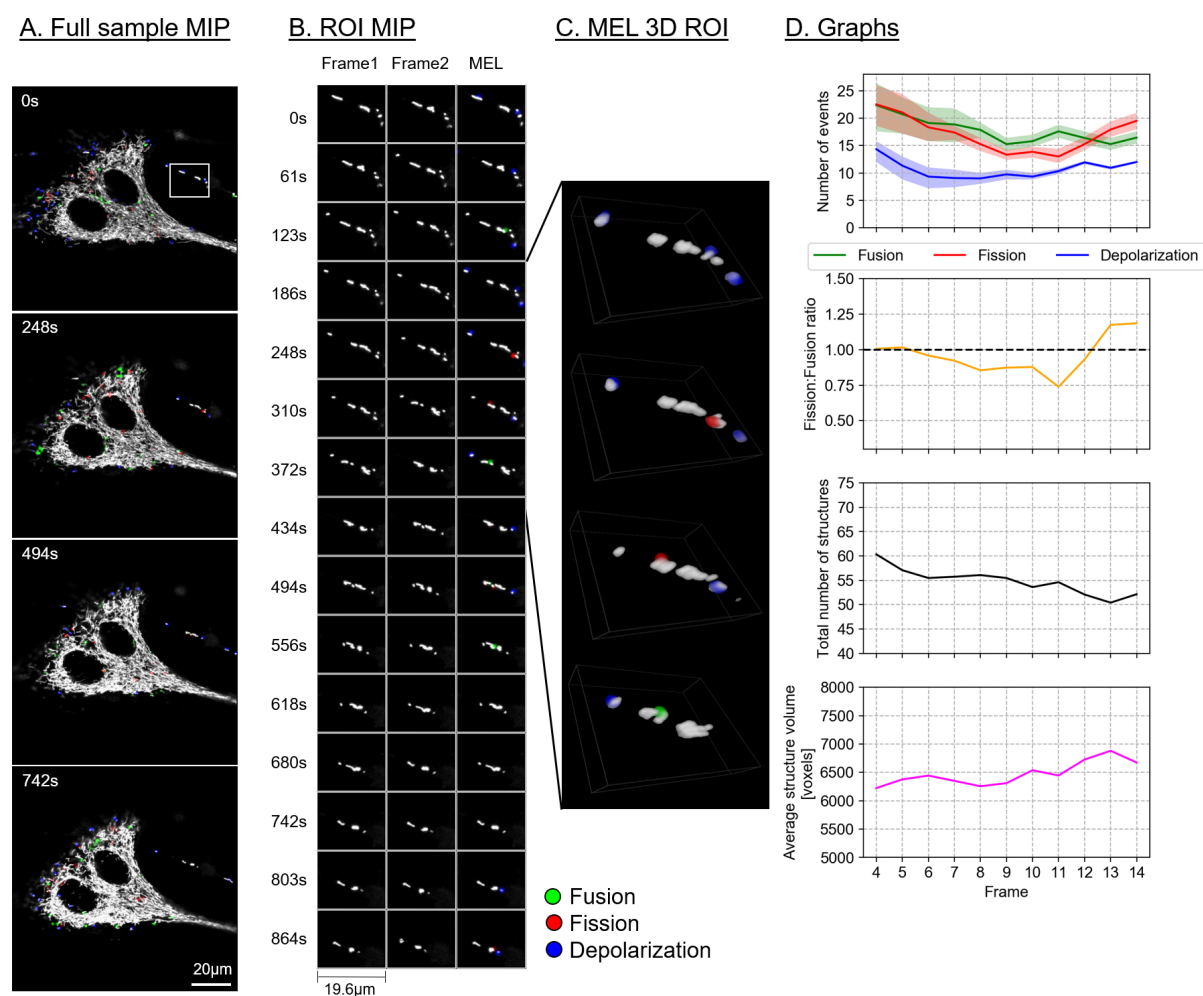 A. Full sample MIP
B. ROI MIP
C. MEL 3D ROI
D. Graphs
0s
248s
494s
742s
20µm
Frame1 Frame2 MEL
0s
61s
123s
186s
248s
310s
372s
434s
494s
556s
618s
680s
742s
803s
864s
19.6µm
Fusion
Fission
Depolarization
Number of events
25
20
15
10
5
0
Fusion Fission Depolarization
Fission:Fusion ratio
1.50
1.25
1.00
0.75
0.50
Total number of structures
75
70
65
60
55
50
45
40
Average structure volume
[voxels]
8000
7500
7000
6500
6000
5500
5000
4 5 6 7 8 9 10 11 12 13 14
Frame